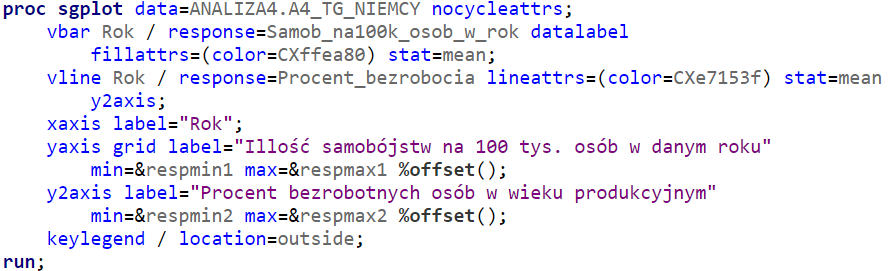 proc sgplot data=ANALIZA4.A4_TG_NIEMCY nocycleattrs;
vbar Rok / response=Samob_na100k_osob_w_rok datalabel
fillattrs=(color=CXffea80) stat=mean;
vline Rok / response=Procent_bezrobocia lineattrs=(color=CXe7153f) stat=mean
y2axis;
xaxis label="Rok";
yaxis grid label="Illość samobójstw na 100 tys. osób w danym roku"
min=&respmin1 max=&respmax1 %offset();
y2axis label="Procent bezrobotnych osób w wieku produkcyjnym"
min=&respmin2 max=&respmax2 %offset();
keylegend / location=outside;
run;